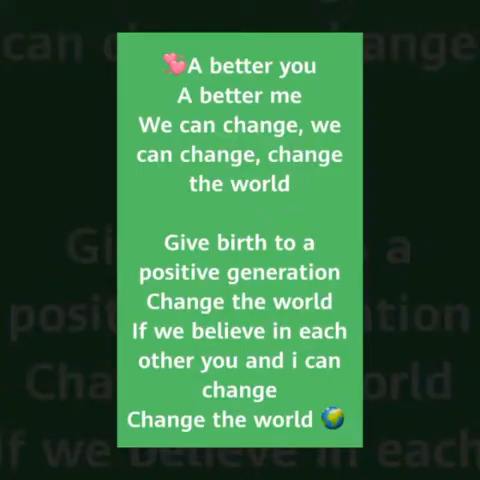 💕A better you
A better me
We can change, we
can change, change
the world
Give birth to a
positive generation
Change the world
If we believe in each
other you and i can
change
Change the world 🌍